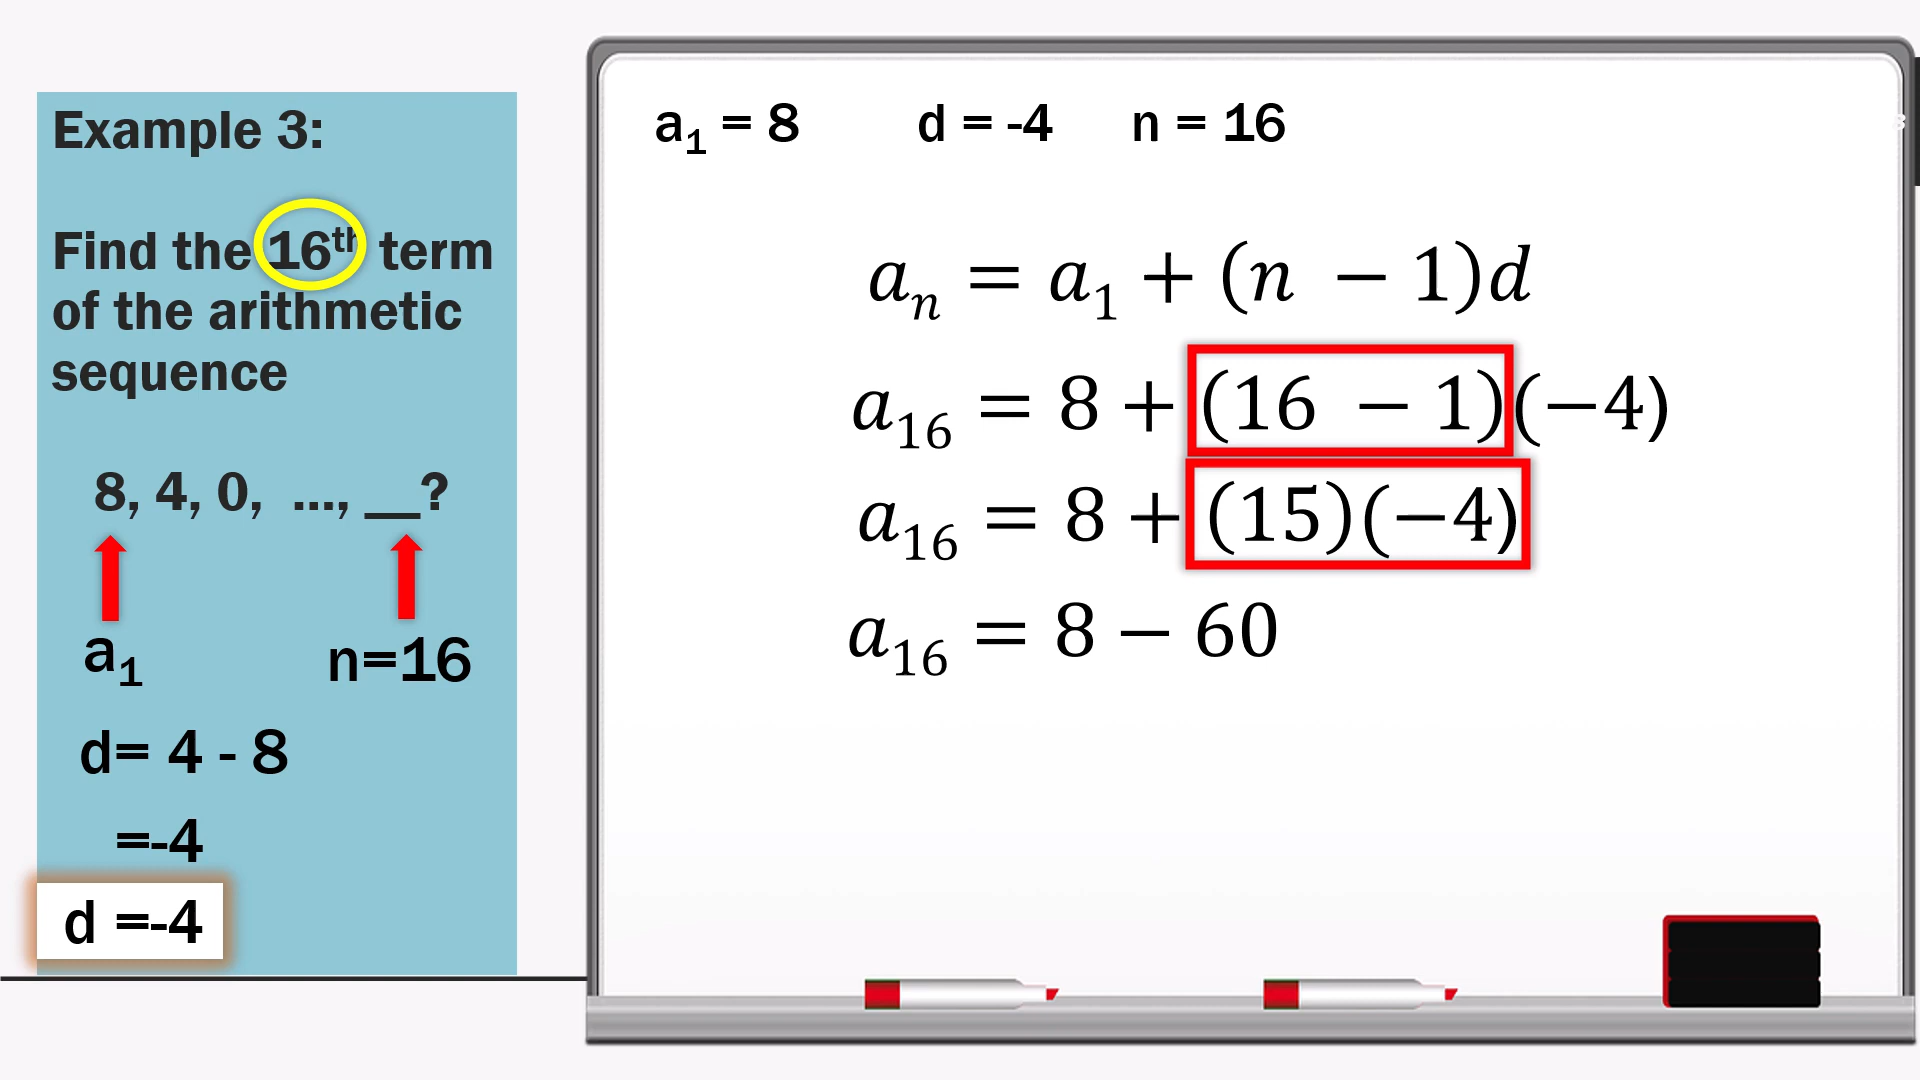 Example 3:
Find the 16th term
of the arithmetic
sequence
8, 4, 0, ..., __?
a₁
n=16
d= 4 - 8
=-4
d =-4
a₁ = 8 d = -4 n = 16
aₙ = a₁ + (n − 1)d
a₁₆ = 8 + (16 − 1)(−4)
a₁₆ = 8 + (15)(−4)
a₁₆ = 8 − 60